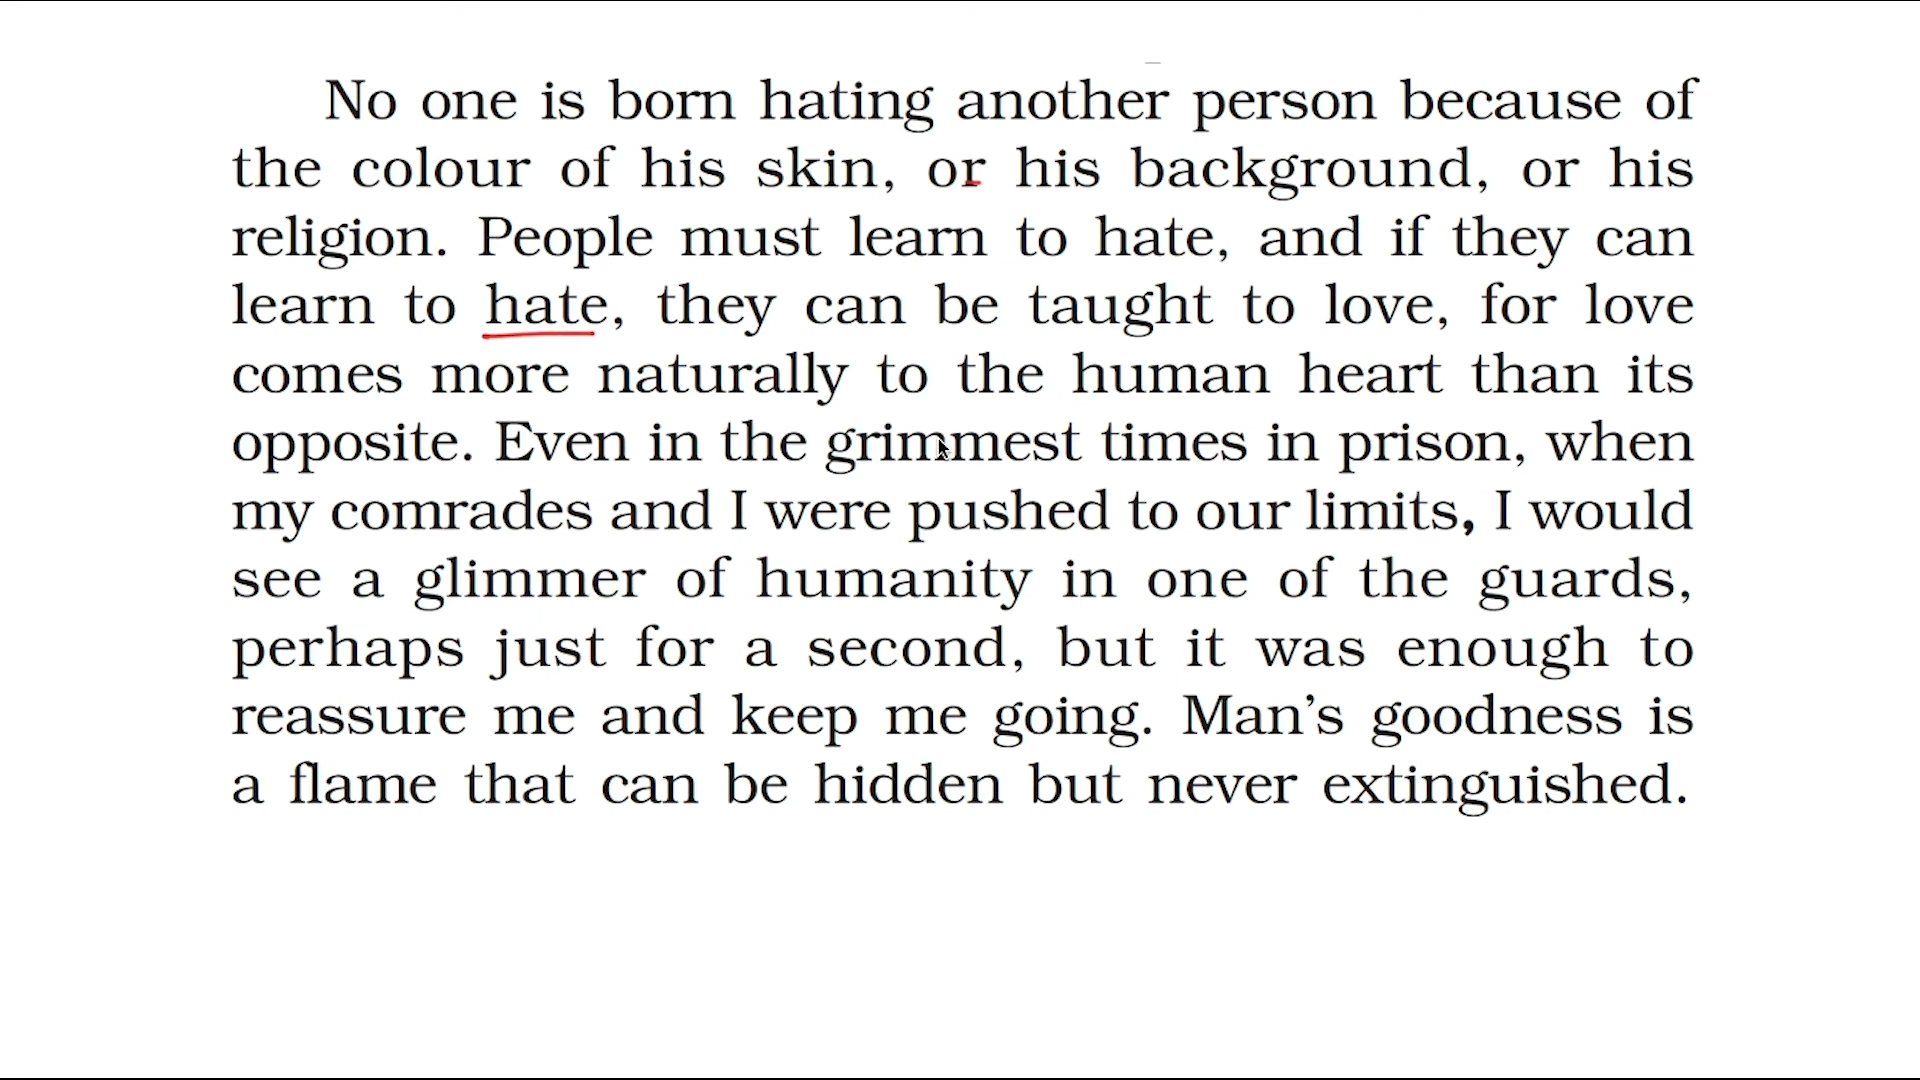 No one is born hating another person because of
the colour of his skin, or his background, or his
religion. People must learn to hate, and if they can
learn to hate, they can be taught to love, for love
comes more naturally to the human heart than its
opposite. Even in the grimmest times in prison, when
my comrades and I were pushed to our limits, I would
see a glimmer of humanity in one of the guards,
perhaps just for a second, but it was enough to
reassure me and keep me going. Man’s goodness is
a flame that can be hidden but never extinguished.